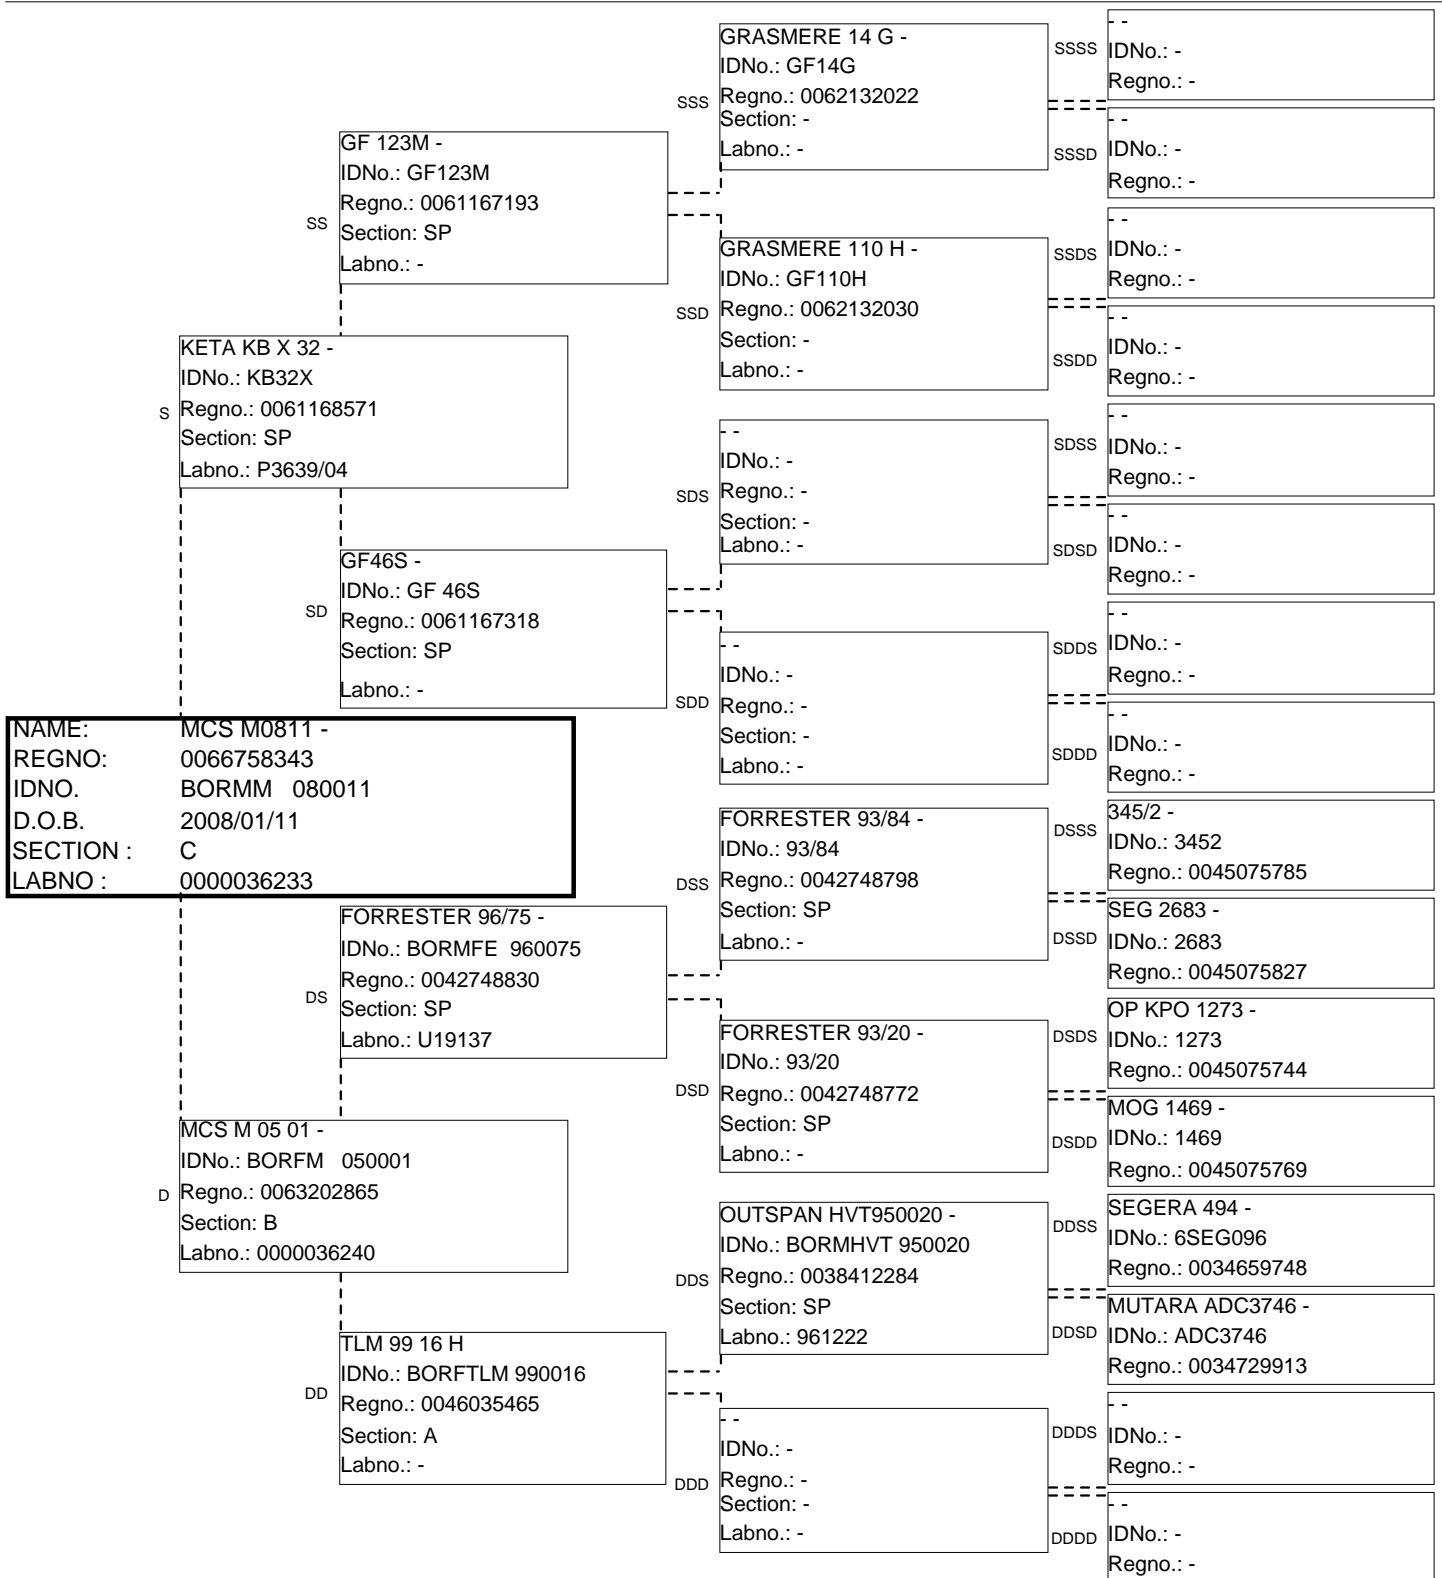 NAME: MCS M0811 -
REGNO: 0066758343
IDNO. BORMM 080011
D.O.B. 2008/01/11
SECTION : C
LABNO : 0000036233
S
KETA KB X 32 -
IDNo.: KB32X
Regno.: 0061168571
Section: SP
Labno.: P3639/04
D
MCS M 05 01 -
IDNo.: BORFM 050001
Regno.: 0063202865
Section: B
Labno.: 0000036240
SS
GF 123M -
IDNo.: GF123M
Regno.: 0061167193
Section: SP
Labno.: -
SD
GF46S -
IDNo.: GF 46S
Regno.: 0061167318
Section: SP
Labno.: -
DS
FORRESTER 96/75 -
IDNo.: BORMFE 960075
Regno.: 0042748830
Section: SP
Labno.: U19137
DD
TLM 99 16 H
IDNo.: BORFTLM 990016
Regno.: 0046035465
Section: A
Labno.: -
SSS
GRASMERE 14 G -
IDNo.: GF14G
Regno.: 0062132022
Section: -
Labno.: -
SSD
GRASMERE 110 H -
IDNo.: GF110H
Regno.: 0062132030
Section: -
Labno.: -
SDS
- -
IDNo.: -
Regno.: -
Section: -
Labno.: -
SDD
- -
IDNo.: -
Regno.: -
Section: -
Labno.: -
DSS
FORRESTER 93/84 -
IDNo.: 93/84
Regno.: 0042748798
Section: SP
Labno.: -
DSD
FORRESTER 93/20 -
IDNo.: 93/20
Regno.: 0042748772
Section: SP
Labno.: -
DDS
OUTSPAN HVT950020 -
IDNo.: BORMHVT 950020
Regno.: 0038412284
Section: SP
Labno.: 961222
DDD
- -
IDNo.: -
Regno.: -
Section: -
Labno.: -
SSSS
- -
IDNo.: -
Regno.: -
SSSD
- -
IDNo.: -
Regno.: -
SSDS
- -
IDNo.: -
Regno.: -
SSDD
- -
IDNo.: -
Regno.: -
SDSS
- -
IDNo.: -
Regno.: -
SDSD
- -
IDNo.: -
Regno.: -
SDDS
- -
IDNo.: -
Regno.: -
SDDD
- -
IDNo.: -
Regno.: -
DSSS
345/2 -
IDNo.: 3452
Regno.: 0045075785
DSSD
SEG 2683 -
IDNo.: 2683
Regno.: 0045075827
DSDS
OP KPO 1273 -
IDNo.: 1273
Regno.: 0045075744
DSDD
MOG 1469 -
IDNo.: 1469
Regno.: 0045075769
DDSS
SEGERA 494 -
IDNo.: 6SEG096
Regno.: 0034659748
DDSD
MUTARA ADC3746 -
IDNo.: ADC3746
Regno.: 0034729913
DDDS
- -
IDNo.: -
Regno.: -
DDDD
- -
IDNo.: -
Regno.: -